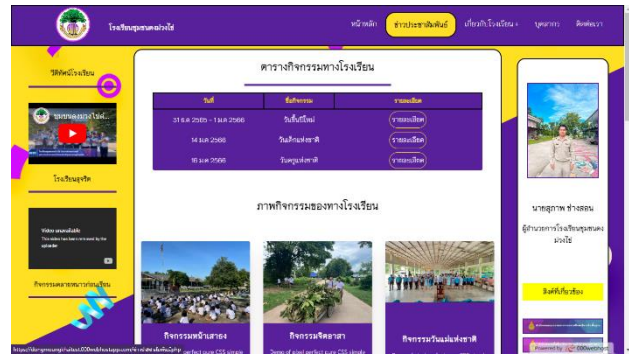 โรงเรียนชุมชนดงม่วงไข่
หน้าหลัก
ข่าวประชาสัมพันธ์
เกี่ยวกับโรงเรียน
บุคลากร
ติดต่อเรา
วีดิทัศน์โรงเรียน
โรงเรียนสุจริต
Video unavailable
This video has been removed by the
uploader
ตารางกิจกรรมทางโรงเรียน
วันที่ ชื่อกิจกรรม รายละเอียด
31 ธ.ค 2565 - 1 ม.ค 2566 วันขึ้นปีใหม่ รายละเอียด
14 ม.ค 2566 วันเด็กแห่งชาติ รายละเอียด
16 ม.ค 2566 วันครูแห่งชาติ รายละเอียด
ภาพกิจกรรมของทางโรงเรียน
กิจกรรมหน้าเสาธง
perfect pure CSS simple
กิจกรรมจิตอาสา
Demo of pixel perfect pure CSS simple
กิจกรรมวันแม่แห่งชาติ
นายสุภาพ ช่างสอน
ผู้อำนวยการโรงเรียนชุมชนดง
ม่วงไข่
ลิงค์ที่เกี่ยวข้อง
Powered by 000webhost